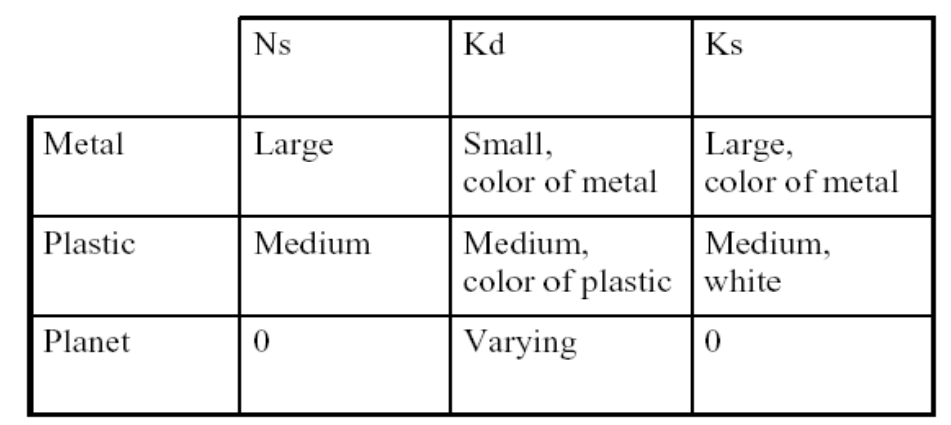 Ns Kd Ks
Metal Large Small, Large,
color of metal color of metal
Plastic Medium Medium, Medium,
color of plastic white
Planet 0 Varying 0